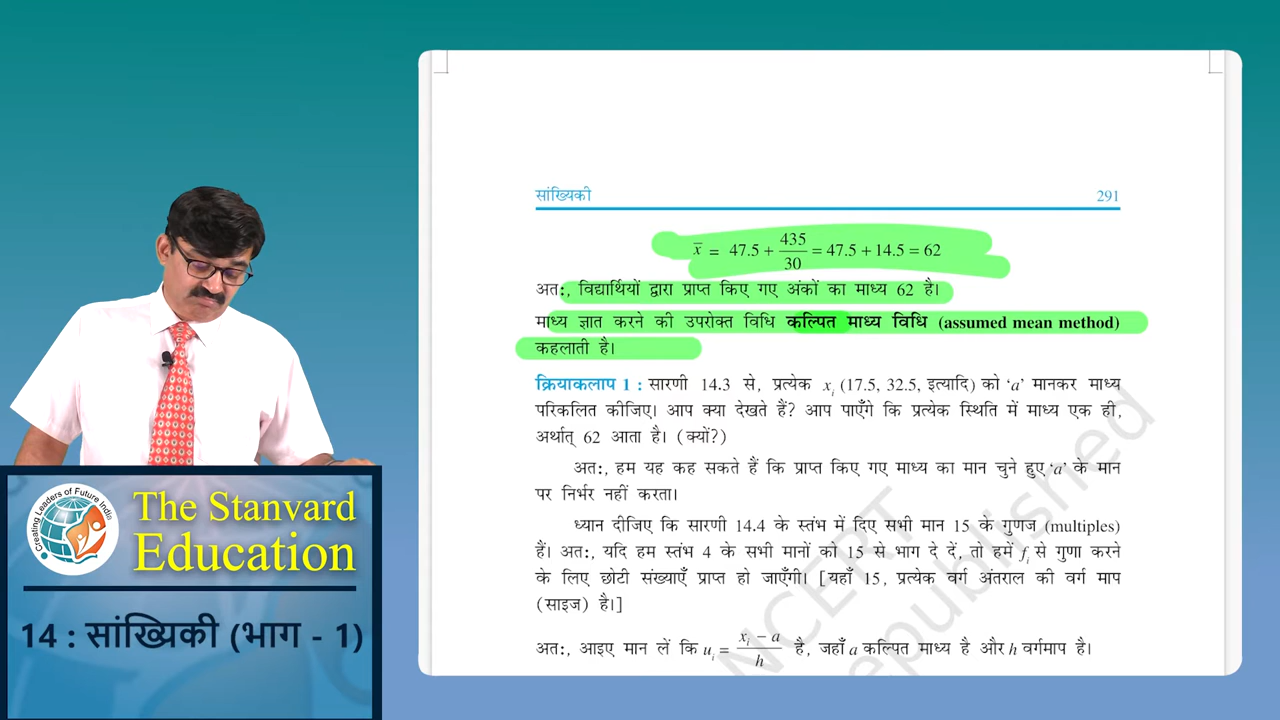 सांख्यिकी 291
x̄ = 47.5 + 435/30 = 47.5 + 14.5 = 62
अत:, विद्यार्थियों द्वारा प्राप्त किए गए अंकों का माध्य 62 है।
माध्य ज्ञात करने की उपरोक्त विधि कल्पित माध्य विधि (assumed mean method)
कहलाती है।
क्रियाकलाप 1 : सारणी 14.3 से, प्रत्येक xᵢ (17.5, 32.5, इत्यादि) को ‘a’ मानकर माध्य
परिकलित कीजिए। आप क्या देखते हैं? आप पाएँगे कि प्रत्येक स्थिति में माध्य एक ही,
अर्थात् 62 आता है। (क्यों?)
अत:, हम यह कह सकते हैं कि प्राप्त किए गए माध्य का मान चुने हुए ‘a’ के मान
पर निर्भर नहीं करता।
ध्यान दीजिए कि सारणी 14.4 के स्तंभ में दिए सभी मान 15 के गुणज (multiples)
हैं। अत:, यदि हम स्तंभ 4 के सभी मानों को 15 से भाग दे दें, तो हमें fᵢ से गुणा करने
के लिए छोटी संख्याएँ प्राप्त हो जाएँगी। [यहाँ 15, प्रत्येक वर्ग अंतराल की वर्ग माप
(साइज) है।]
अत:, आइए मान लें कि uᵢ = (xᵢ – a)/h है, जहाँ a कल्पित माध्य है और h वर्गमाप है।
NCERT
republished
Creating Leaders of Future India
The Stanvard
Education
14 : सांख्यिकी (भाग - 1)